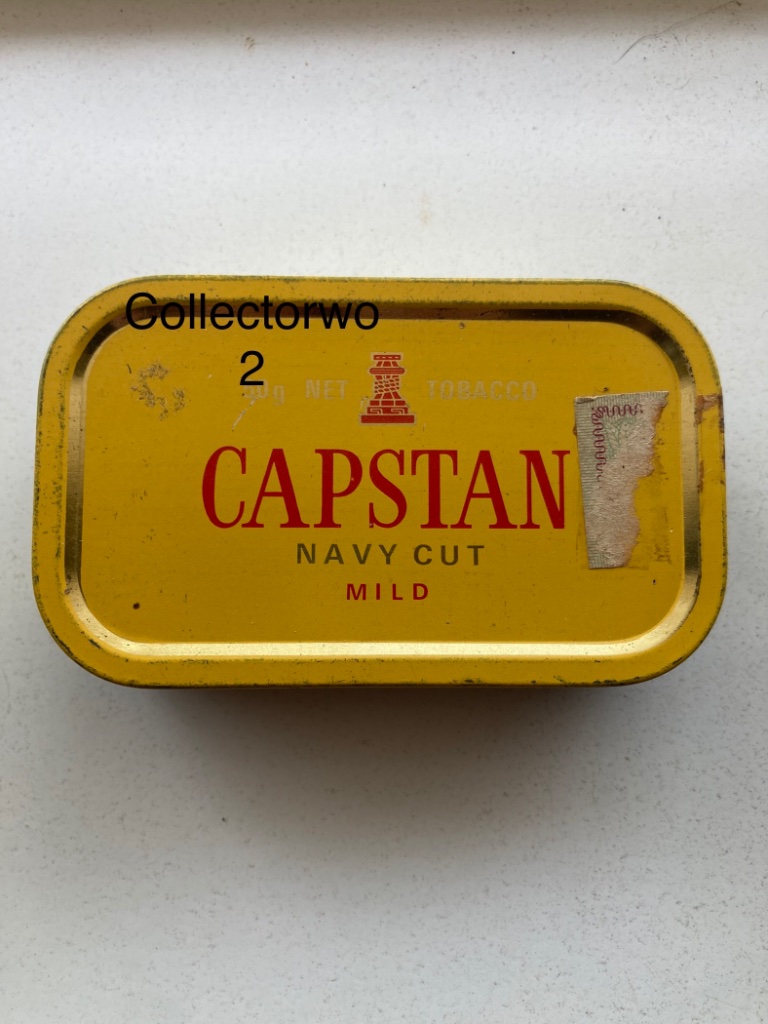 Collectorwo
2
NET TOBACCO
CAPSTAN
NAVY CUT
MILD